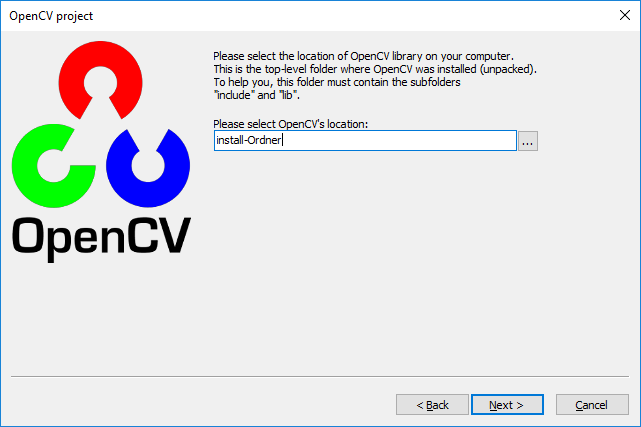 OpenCV project
Please select the location of OpenCV library on your computer.
This is the top-level folder where OpenCV was installed (unpacked).
To help you, this folder must contain the subfolders
"include" and "lib".
Please select OpenCV's location:
install-Ordner
...
OpenCV
< Back
Next >
Cancel